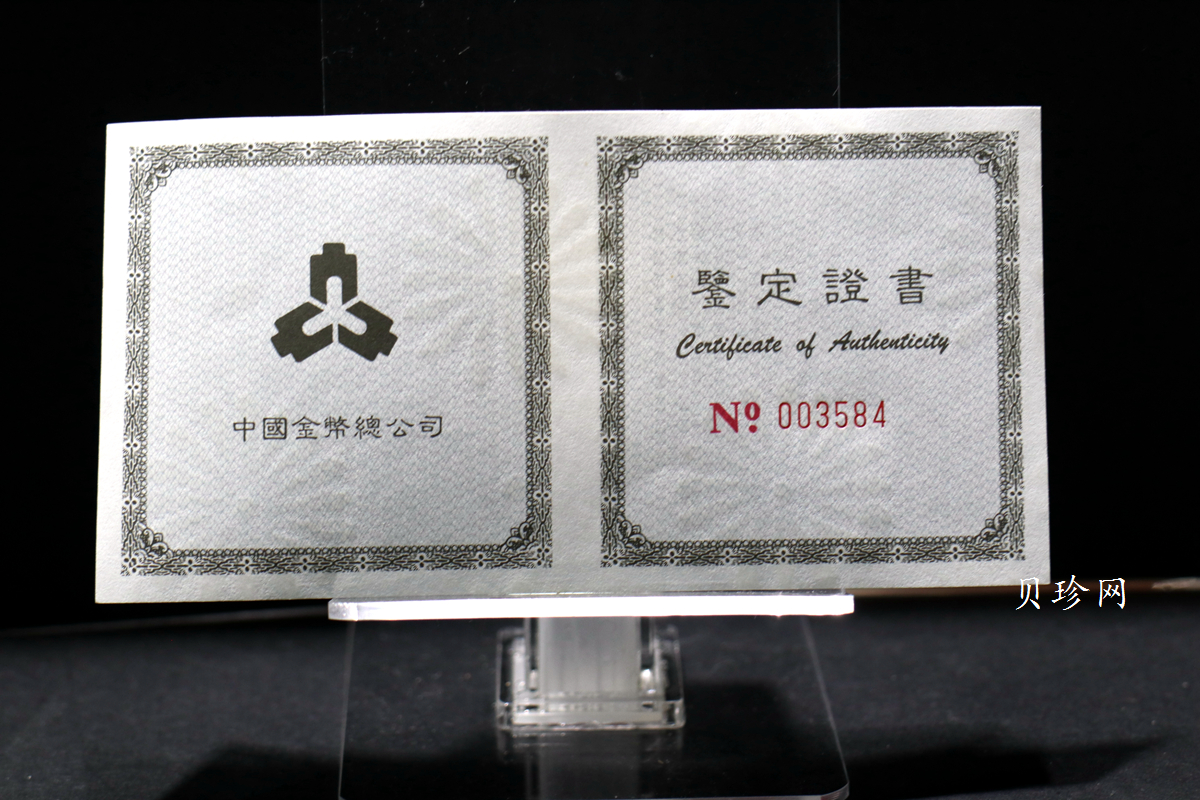 中國金幣總公司
鑒定證書
Certificate of Authenticity
Nº 003584
贝珍网